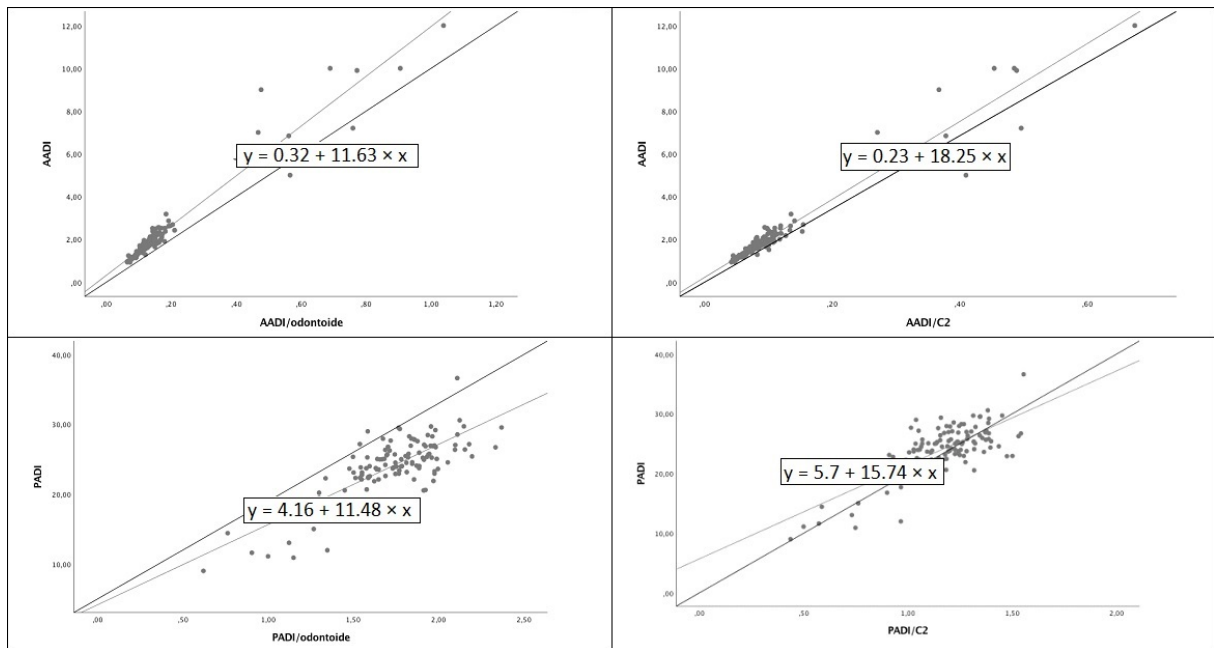 12,00
10,00
8,00
6,00
4,00
2,00
,00
AADI
y = 0.32 + 11.63 × x
,00 ,20 ,40 ,60 ,80 1,00 1,20
AADI/odontoide
12,00
10,00
8,00
6,00
4,00
2,00
,00
AADI
y = 0.23 + 18.25 × x
,00 ,20 ,40 ,60
AADI/C2
40,00
30,00
20,00
10,00
PADI
y = 4.16 + 11.48 × x
,00 ,50 1,00 1,50 2,00 2,50
PADI/odontoide
40,00
30,00
20,00
10,00
,00
PADI
y = 5.7 + 15.74 × x
,00 ,50 1,00 1,50 2,00
PADI/C2